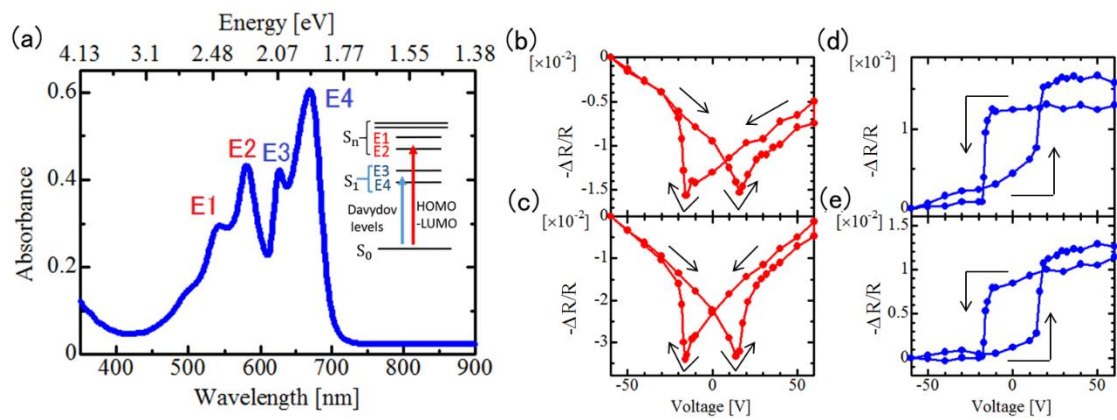 (a)
Energy [eV]
4.13 3.1 2.48 2.07 1.77 1.55 1.38
0.6
0.4
0.2
0
Absorbance
E1
E2
E3
E4
Sn
E1
E2
S1
E3
E4
Davydov
levels
HOMO
-LUMO
S0
400 500 600 700 800 900
Wavelength [nm]
(b)
[×10-2]
0
-0.5
-1.0
-1.5
-ΔR/R
(c)
[×10-2]
0
-1
-2
-3
-ΔR/R
-50 0 50
Voltage [V]
(d)
[×10-2]
1
0
-ΔR/R
(e)
[×10-2]
1.5
1
0.5
0
-ΔR/R
-50 0 50
Voltage [V]